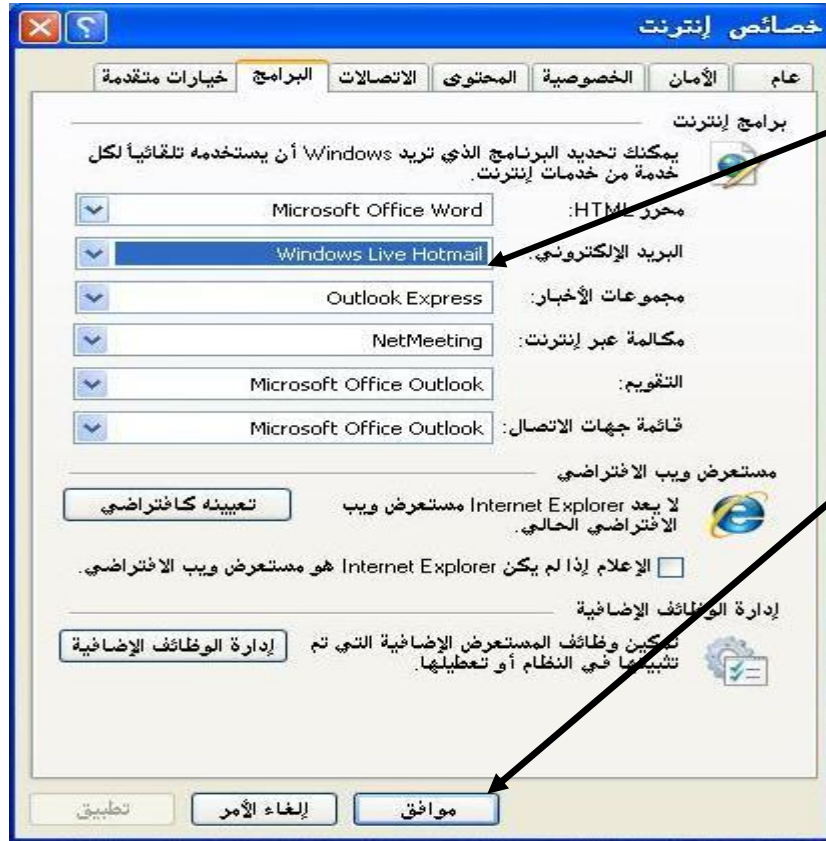 خصائص إنترنت
عام
الأمان
الخصوصية
المحتوى
الاتصالات
البرامج
خيارات متقدمة
برامج إنترنت
يمكنك تحديد البرنامج الذي تريد Windows أن يستخدمه تلقائياً لكل
خدمة من خدمات إنترنت.
محرر HTML:
Microsoft Office Word
البريد الإلكتروني:
Windows Live Hotmail
مجموعات الأخبار:
Outlook Express
مكالمة عبر إنترنت:
NetMeeting
التقويم:
Microsoft Office Outlook
قائمة جهات الاتصال:
Microsoft Office Outlook
مستعرض ويب الافتراضي
لا يعد Internet Explorer مستعرض ويب
الافتراضي الحالي.
تعيينه كافتراضي
الإعلام إذا لم يكن Internet Explorer هو مستعرض ويب الافتراضي.
إدارة الوظائف الإضافية
تمكين وظائف المستعرض الإضافية التي تم
تثبيتها في النظام أو تعطيلها.
إدارة الوظائف الإضافية
موافق
إلغاء الأمر
تطبيق